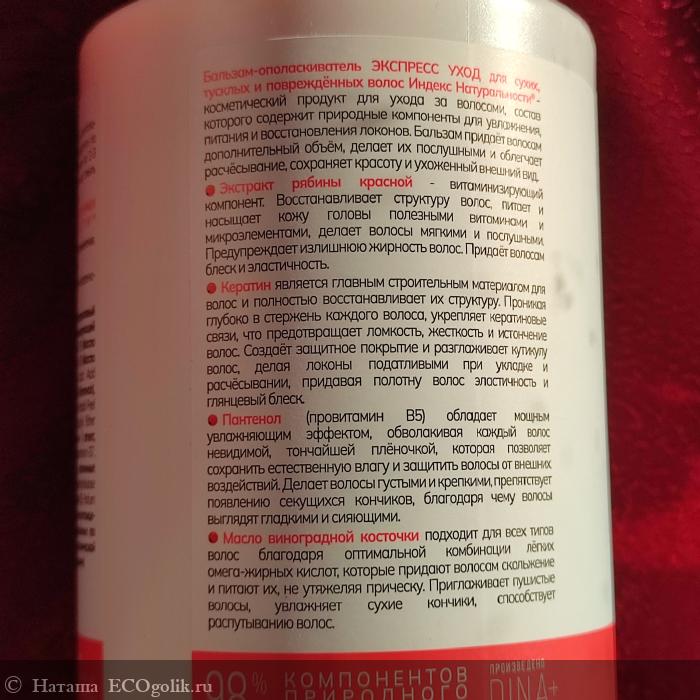 Бальзам-ополаскиватель ЭКСПРЕСС УХОД для сухих,
тусклых и повреждённых волос Индекс Натуральности® -
косметический продукт для ухода за волосами, состав
которого содержит природные компоненты для увлажнения,
питания и восстановления локонов. Бальзам придаёт волосам
дополнительный объём, делает их послушными и облегчает
расчёсывание, сохраняет красоту и ухоженный внешний вид.
Экстракт рябины красной - витаминизирующий
компонент. Восстанавливает структуру волос, питает и
насыщает кожу головы полезными витаминами и
микроэлементами, делает волосы мягкими и послушными.
Предупреждает излишнюю жирность волос. Придаёт волосам
блеск и эластичность.
Кератин является главным строительным материалом для
волос и полностью восстанавливает их структуру. Проникая
глубоко в стержень каждого волоса, укрепляет кератиновые
связи, что предотвращает ломкость, жесткость и истончение
волос. Создаёт защитное покрытие и разглаживает кутикулу
волос, делая локоны податливыми при укладке и
расчёсывании, придавая полотну волос эластичность и
глянцевый блеск.
Пантенол (провитамин В5) обладает мощным
увлажняющим эффектом, обволакивая каждый волос
невидимой, тончайшей плёночкой, которая позволяет
сохранить естественную влагу и защитить волосы от внешних
воздействий. Делает волосы густыми и крепкими, препятствует
появлению секущихся кончиков, благодаря чему волосы
выглядят гладкими и сияющими.
Масло виноградной косточки подходит для всех типов
волос благодаря оптимальной комбинации лёгких
омега-жирных кислот, которые придают волосам скольжение
и питают их, не утяжеляя прическу. Приглаживает пушистые
волосы, увлажняет сухие кончики, способствует
распутыванию волос.
98% КОМПОНЕНТОВ
ПРИРОДНОГО
ПРОИЗВЕДЕНО
DINA+
© Наташа ECOgolik.ru